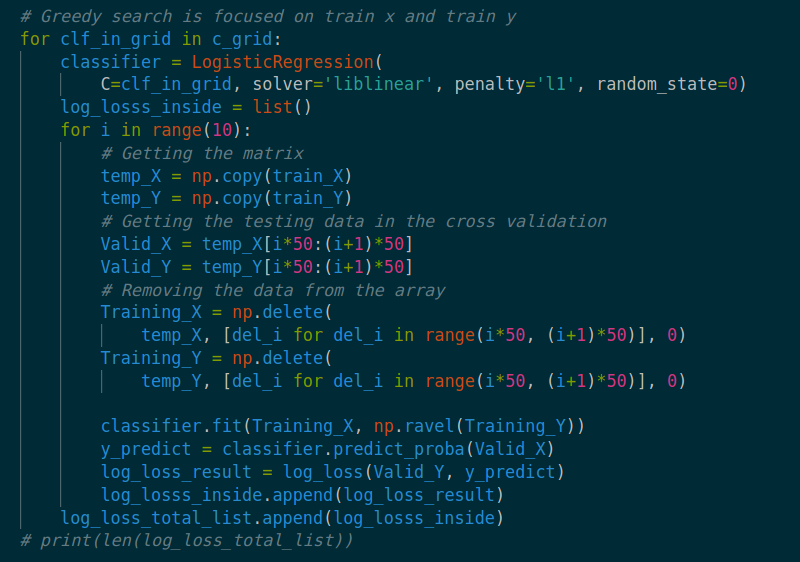 # Greedy search is focused on train x and train y
for clf_in_grid in c_grid:
    classifier = LogisticRegression(
        C=clf_in_grid, solver='liblinear', penalty='l1', random_state=0)
    log_losss_inside = list()
    for i in range(10):
        # Getting the matrix
        temp_X = np.copy(train_X)
        temp_Y = np.copy(train_Y)
        # Getting the testing data in the cross validation
        Valid_X = temp_X[i*50:(i+1)*50]
        Valid_Y = temp_Y[i*50:(i+1)*50]
        # Removing the data from the array
        Training_X = np.delete(
            temp_X, [del_i for del_i in range(i*50, (i+1)*50)], 0)
        Training_Y = np.delete(
            temp_Y, [del_i for del_i in range(i*50, (i+1)*50)], 0)

        classifier.fit(Training_X, np.ravel(Training_Y))
        y_predict = classifier.predict_proba(Valid_X)
        log_loss_result = log_loss(Valid_Y, y_predict)
        log_losss_inside.append(log_loss_result)
    log_loss_total_list.append(log_losss_inside)
# print(len(log_loss_total_list))